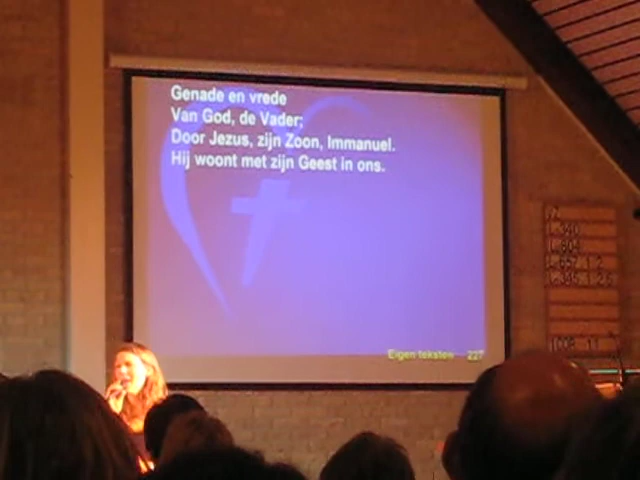 Genade en vrede
Van God, de Vader;
Door Jezus, zijn Zoon, Immanuel.
Hij woont met zijn Geest in ons.
Eigen teksten 227